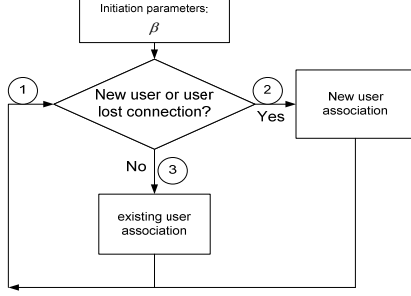 Initiation parameters:
β
1
New user or user
lost connection?
2
Yes
New user
association
No
3
existing user
association